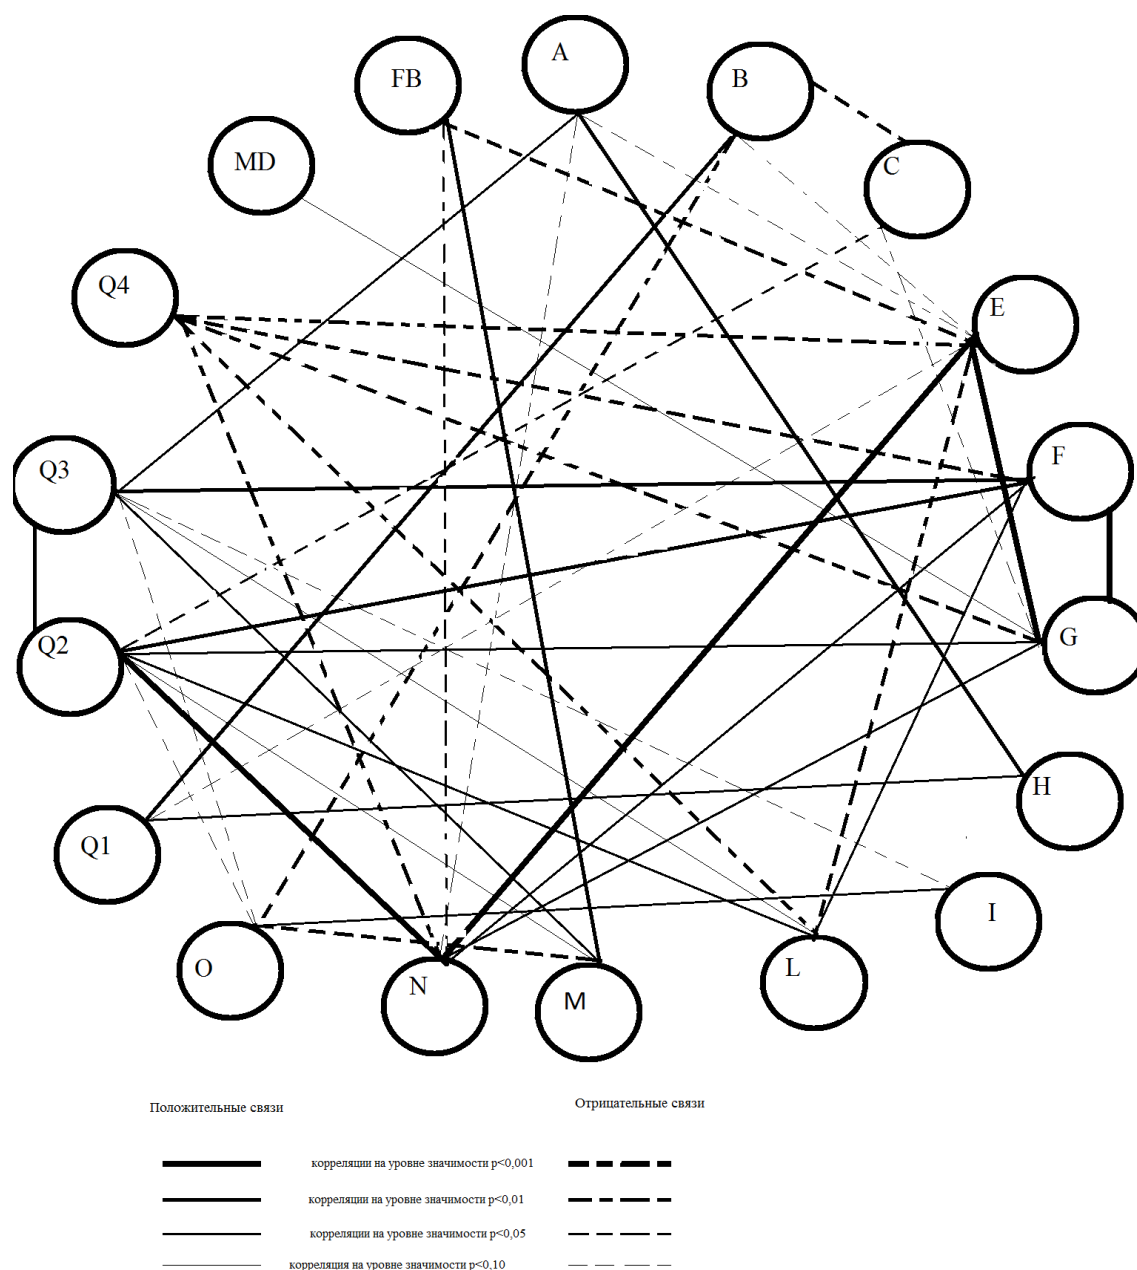 A
FB
B
MD
C
Q4
E
Q3
F
Q2
G
H
Q1
I
O
N
M
L
Положительные связи
Отрицательные связи
корреляции на уровне значимости p<0,001
корреляции на уровне значимости p<0,01
корреляции на уровне значимости p<0,05
корреляция на уровне значимости p<0,10